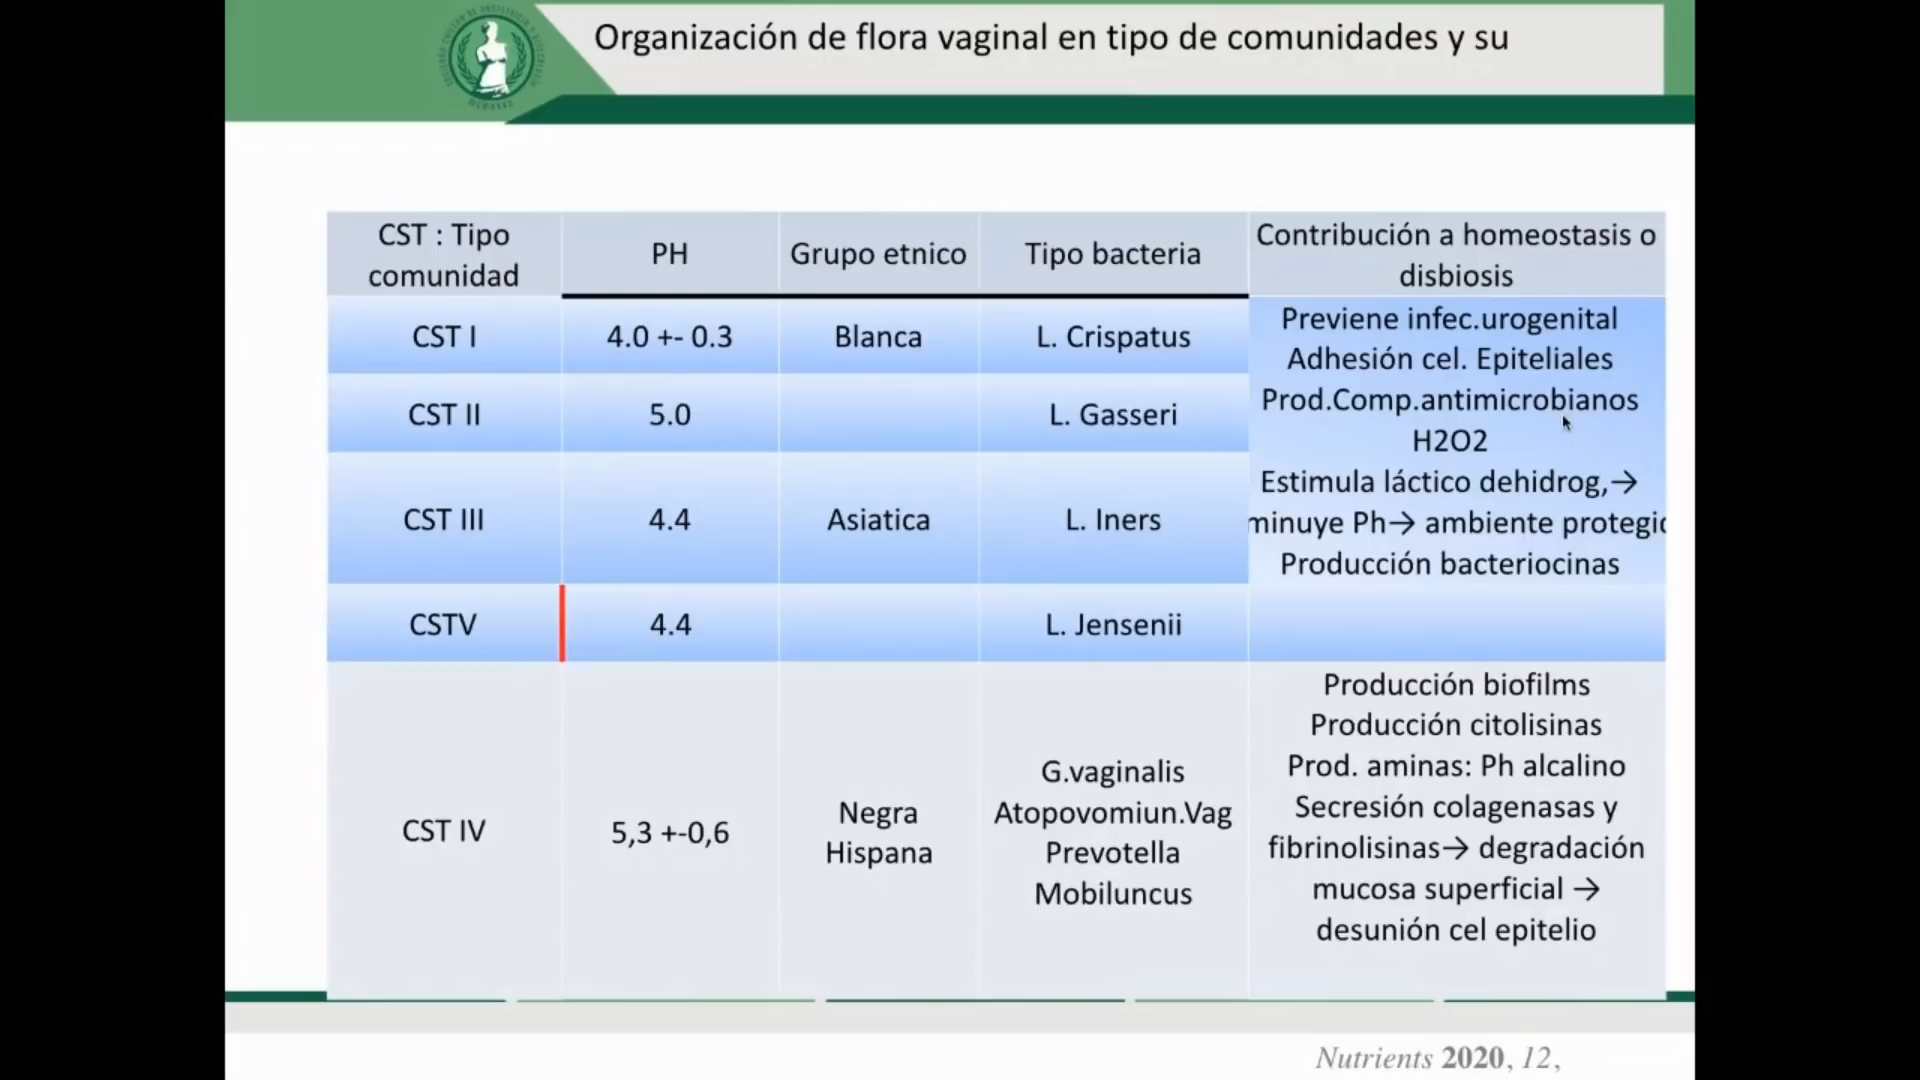 Organización de flora vaginal en tipo de comunidades y su
CST : Tipo
comunidad
PH
Grupo etnico
Tipo bacteria
Contribución a homeostasis o
disbiosis
CST I
4.0 +- 0.3
Blanca
L. Crispatus
Previene infec.urogenital
Adhesión cel. Epiteliales
Prod.Comp.antimicrobianos
H2O2
Estimula láctico dehidrog,→
minuye Ph→ ambiente protegic
Producción bacteriocinas
CST II
5.0
L. Gasseri
CST III
4.4
Asiatica
L. Iners
CSTV
4.4
L. Jensenii
CST IV
5,3 +-0,6
Negra
Hispana
G.vaginalis
Atopovomiun.Vag
Prevotella
Mobiluncus
Producción biofilms
Producción citolisinas
Prod. aminas: Ph alcalino
Secresión colagenasas y
fibrinolisinas→ degradación
mucosa superficial →
desunión cel epitelio
Nutrients 2020, 12,